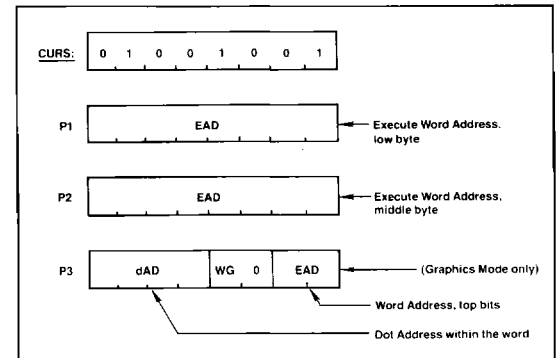 CURS: 0 1 0 0 1 0 0 1
P1 EAD Execute Word Address,
low byte
P2 EAD Execute Word Address,
middle byte
P3 dAD WG 0 EAD (Graphics Mode only)
Word Address, top bits
Dot Address within the word